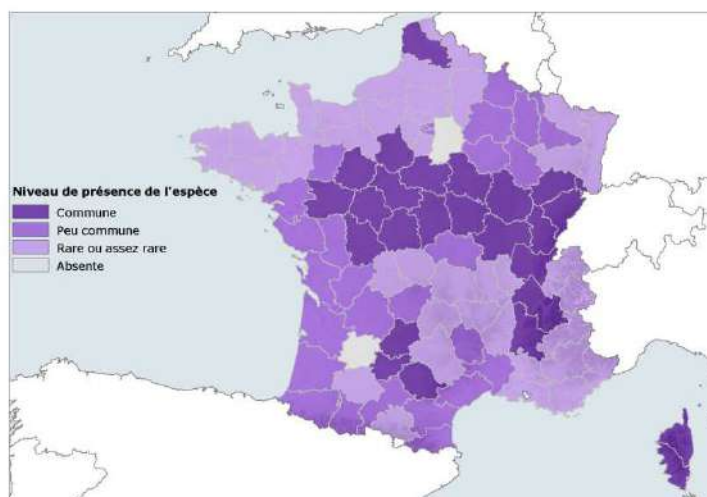 Niveau de présence de l'espèce
Commune
Peu commune
Rare ou assez rare
Absente